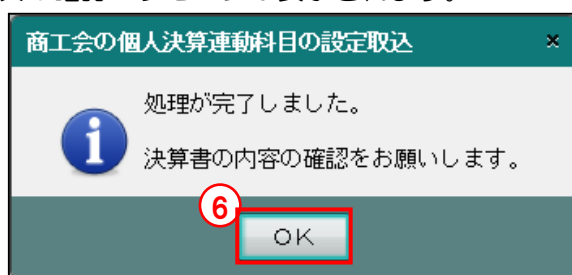 商工会の個人決算連動科目の設定取込 ×
処理が完了しました。
決算書の内容の確認をお願いします。
⑥
OK